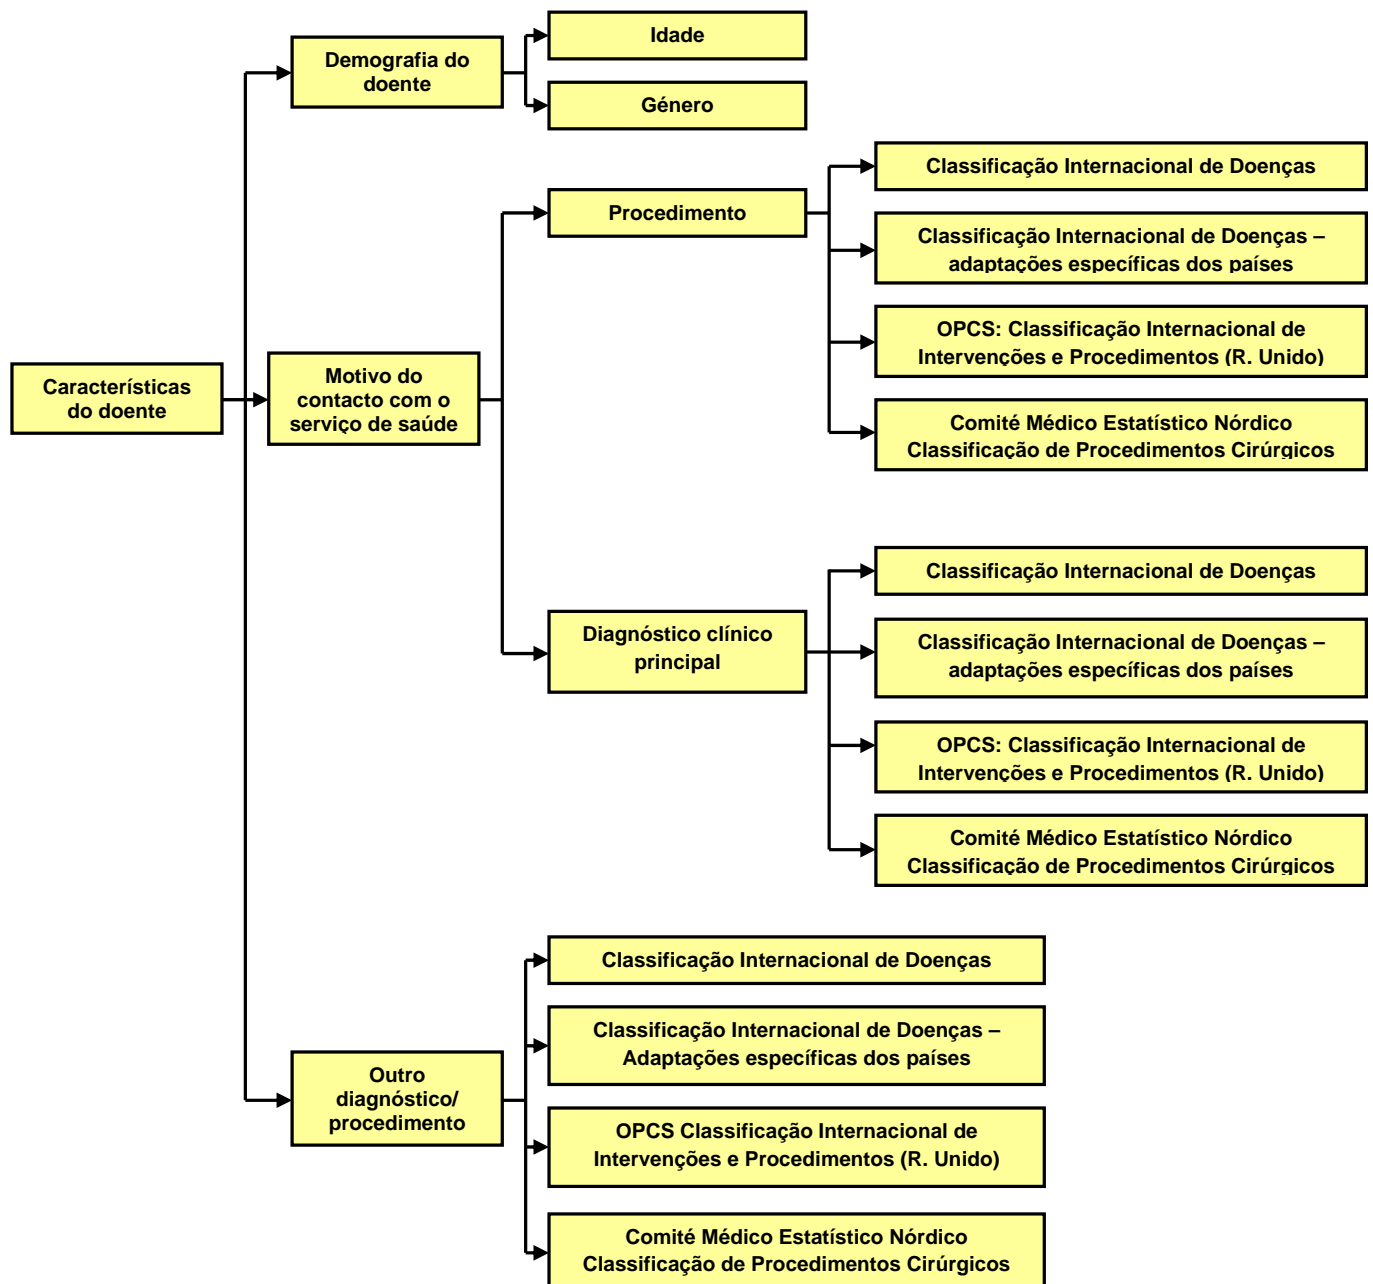 Idade
Demografia do
doente
Género
Classificação Internacional de Doenças
Procedimento
Classificação Internacional de Doenças –
adaptações específicas dos países
OPCS: Classificação Internacional de
Intervenções e Procedimentos (R. Unido)
Características
do doente
Motivo do
contacto com o
serviço de saúde
Comité Médico Estatístico Nórdico
Classificação de Procedimentos Cirúrgicos
Classificação Internacional de Doenças
Diagnóstico clínico
principal
Classificação Internacional de Doenças –
adaptações específicas dos países
OPCS: Classificação Internacional de
Intervenções e Procedimentos (R. Unido)
Comité Médico Estatístico Nórdico
Classificação de Procedimentos Cirúrgicos
Classificação Internacional de Doenças
Classificação Internacional de Doenças –
Adaptações específicas dos países
Outro
diagnóstico/
procedimento
OPCS Classificação Internacional de
Intervenções e Procedimentos (R. Unido)
Comité Médico Estatístico Nórdico
Classificação de Procedimentos Cirúrgicos